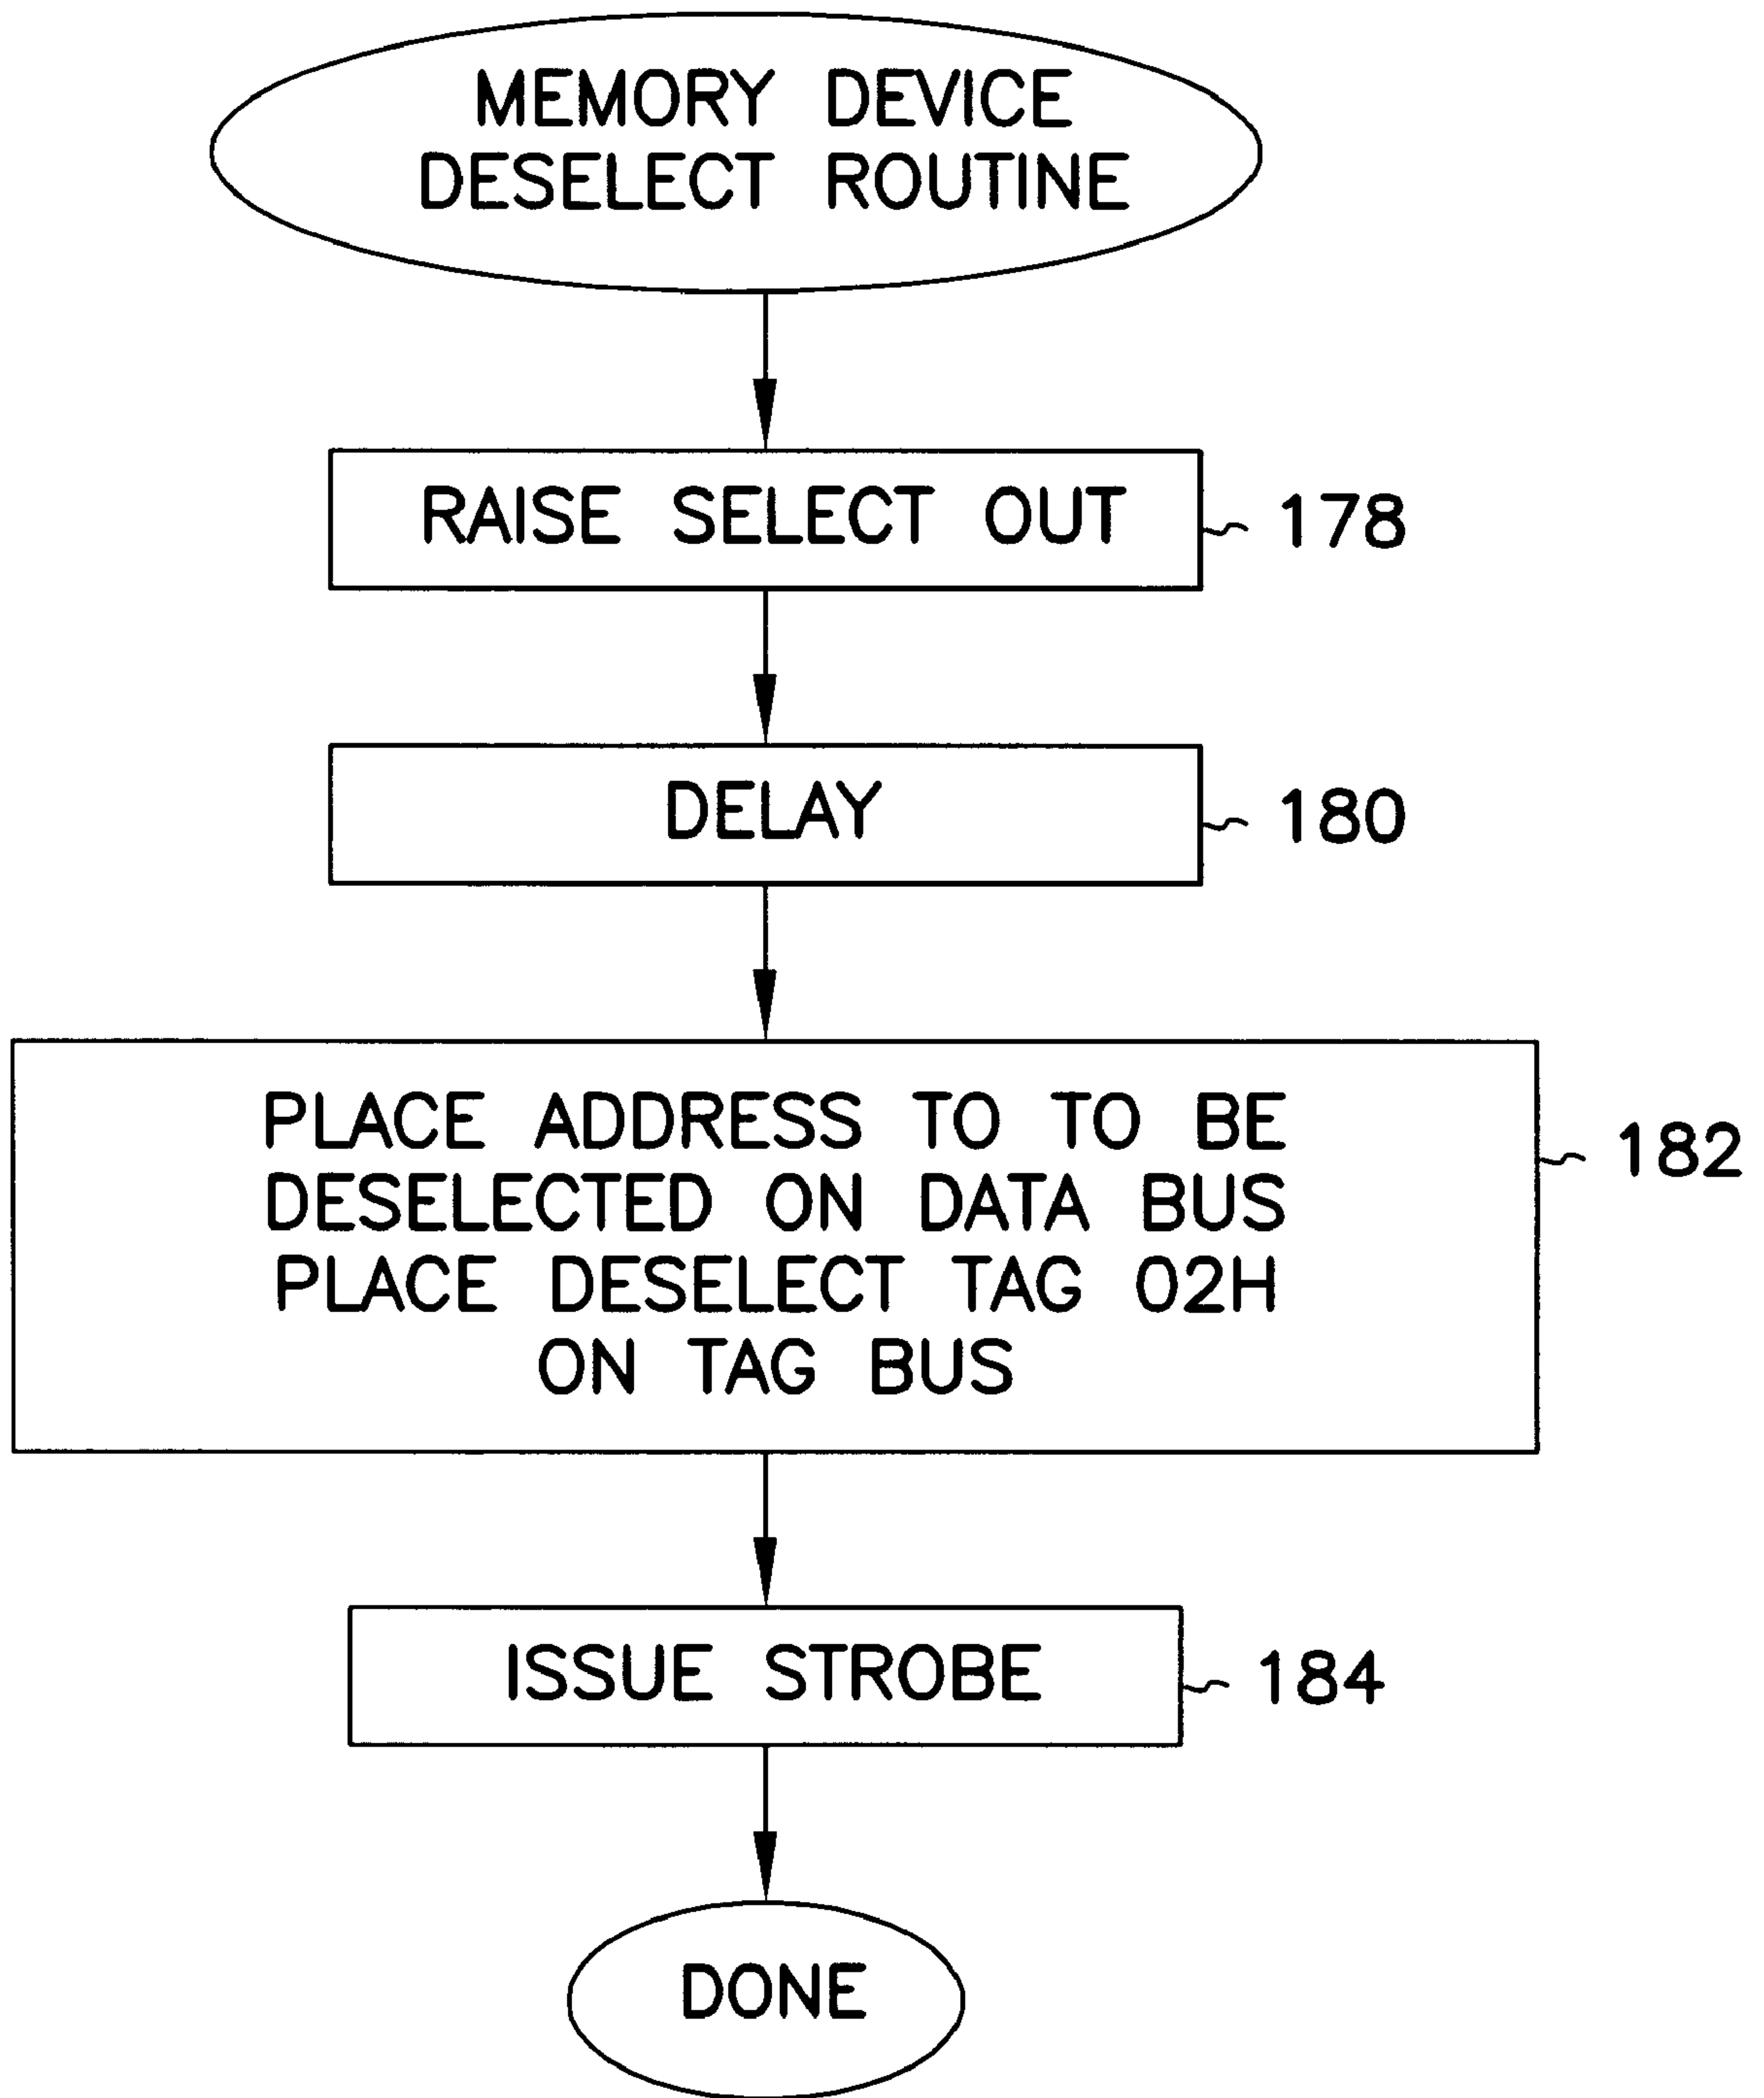 MEMORY DEVICE
DESELECT ROUTINE
RAISE SELECT OUT
178
DELAY
180
PLACE ADDRESS TO TO BE
DESELECTED ON DATA BUS
PLACE DESELECT TAG 02H
ON TAG BUS
182
ISSUE STROBE
184
DONE